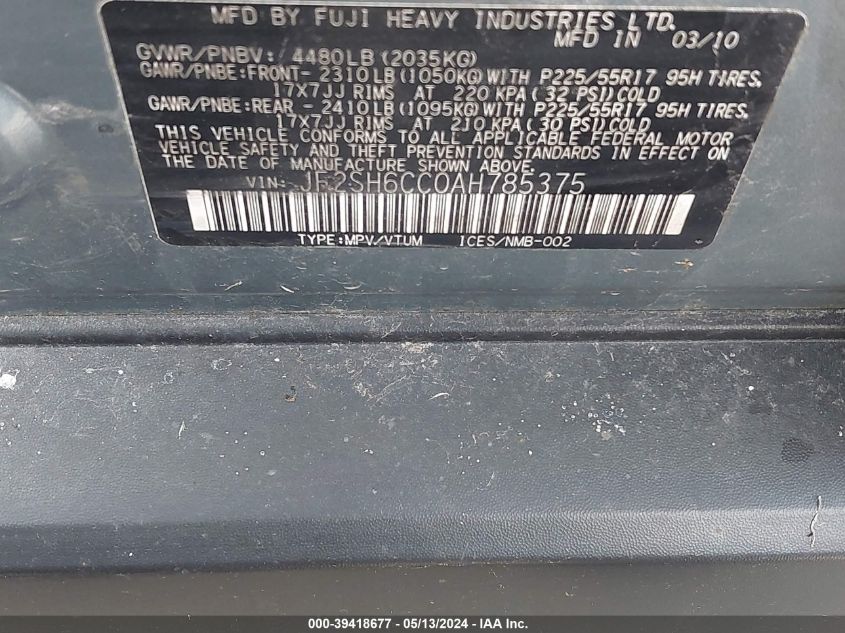 MFD BY FUJI HEAVY INDUSTRIES LTD.
MFD IN 03/10
GVWR/PNBV: 4480LB (2035KG)
GAWR/PNBE:FRONT-2310LB(1050KG)WITH P225/55R17 95H TIRES.
17X7JJ RIMS AT 220 KPA(32 PSI)COLD
GAWR/PNBE:REAR -2410LB(1095KG)WITH P225/55R17 95H TIRES.
17X7JJ RIMS AT 210 KPA(30 PSI)COLD
THIS VEHICLE CONFORMS TO ALL APPLICABLE FEDERAL MOTOR
VEHICLE SAFETY AND THEFT PREVENTION STANDARDS IN EFFECT ON
THE DATE OF MANUFACTURE SHOWN ABOVE.
VIN: JF2SH6CC0AH785375
TYPE:MPV/VTUM ICES/NMB-002
000-39418677 - 05/13/2024 - IAA Inc.